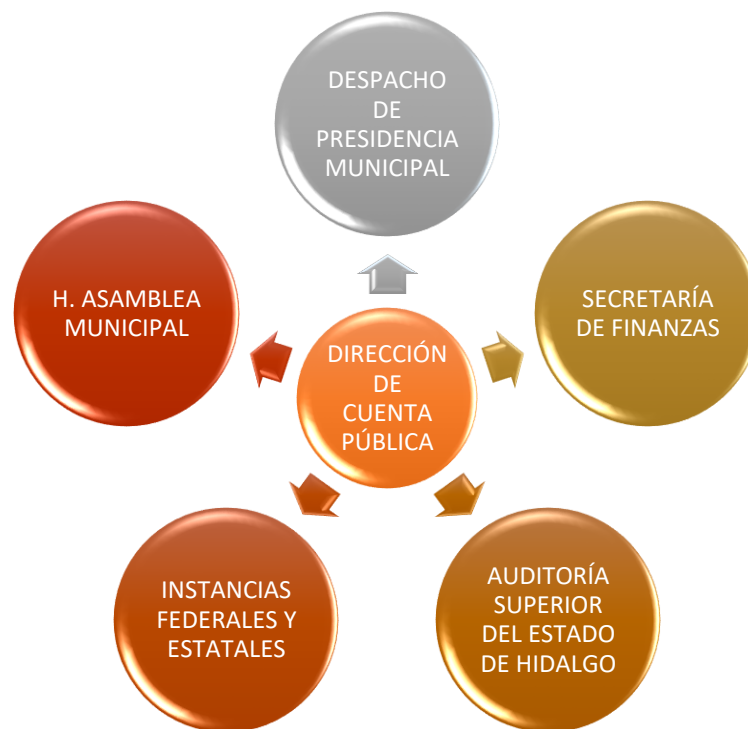 DESPACHO
DE
PRESIDENCIA
MUNICIPAL
H. ASAMBLEA
MUNICIPAL
SECRETARÍA
DE FINANZAS
DIRECCIÓN
DE
CUENTA
PÚBLICA
INSTANCIAS
FEDERALES Y
ESTATALES
AUDITORÍA
SUPERIOR
DEL ESTADO
DE HIDALGO